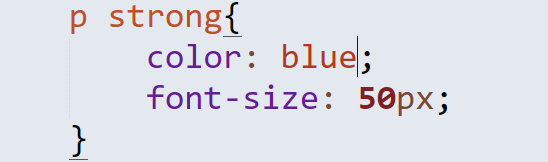 p strong{
    color: blue;
    font-size: 50px;
}